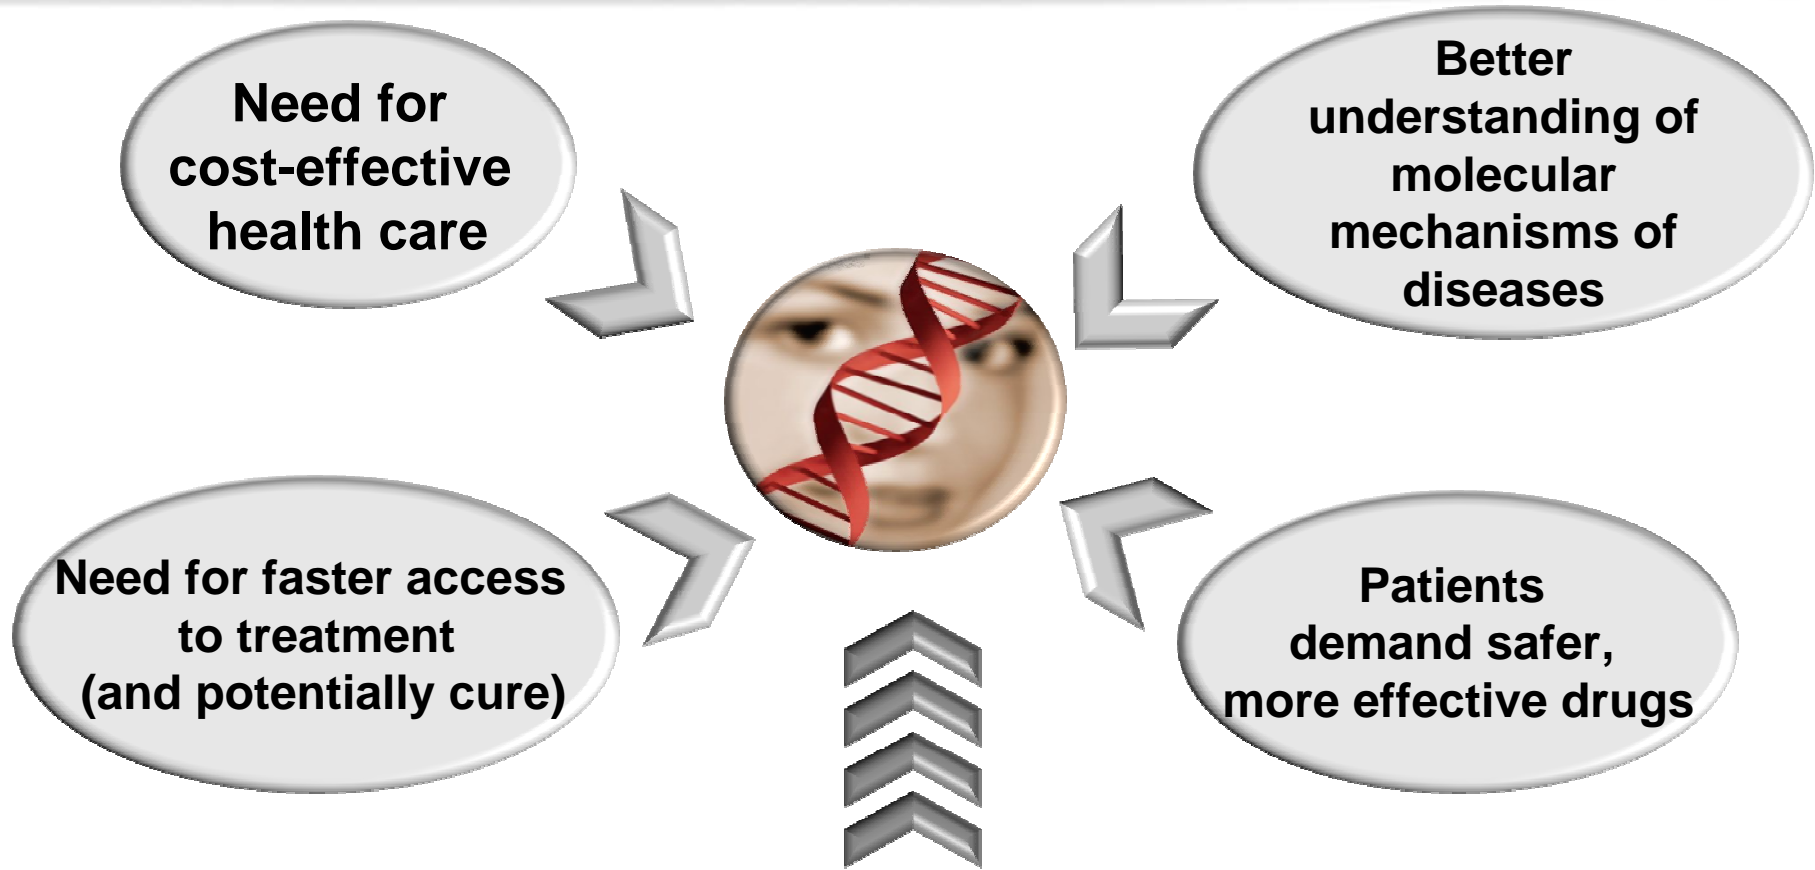 Need for
cost-effective
health care
Better
understanding of
molecular
mechanisms of
diseases
Need for faster access
to treatment
(and potentially cure)
Patients
demand safer,
more effective drugs